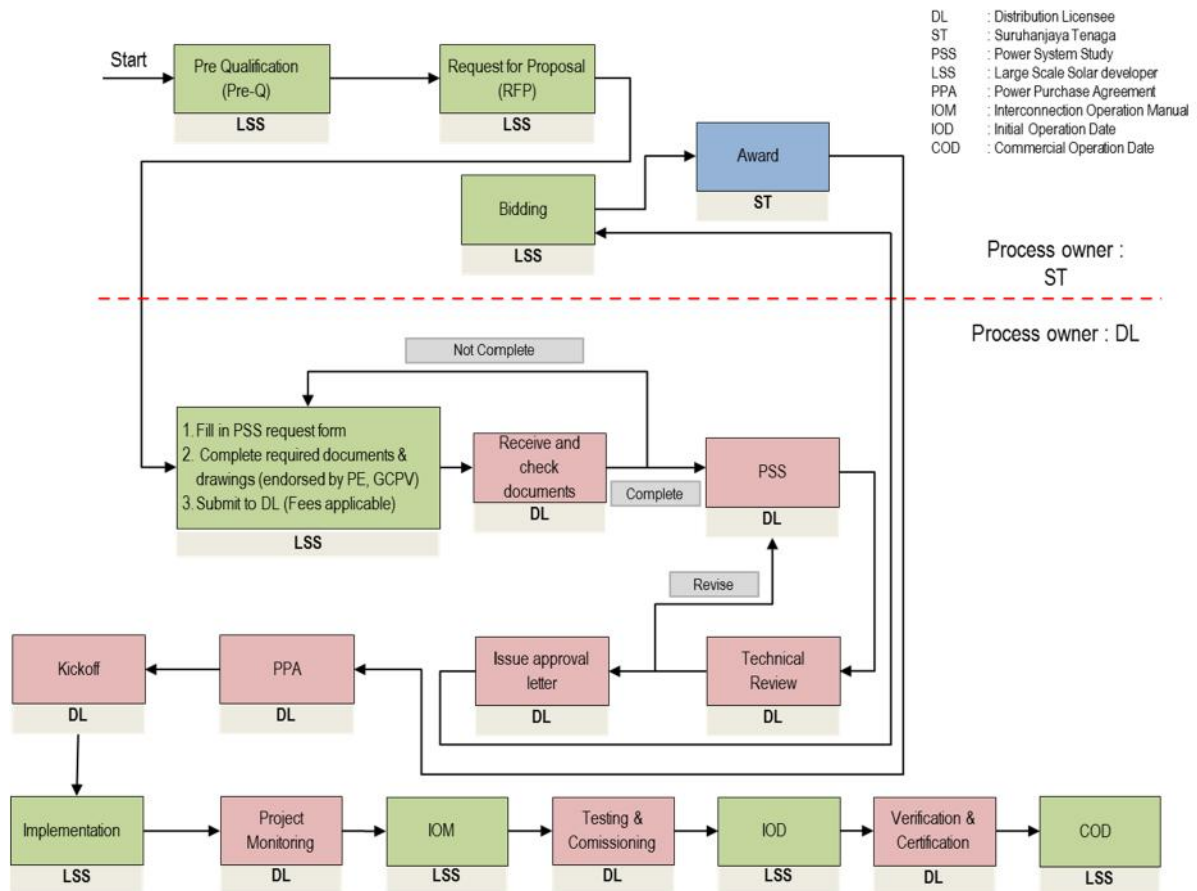 DL : Distribution Licensee
ST : Suruhanjaya Tenaga
PSS : Power System Study
LSS : Large Scale Solar developer
PPA : Power Purchase Agreement
IOM : Interconnection Operation Manual
IOD : Initial Operation Date
COD : Commercial Operation Date
Start
Pre Qualification
(Pre-Q)
LSS
Request for Proposal
(RFP)
LSS
Award
ST
Bidding
LSS
Process owner :
ST
Process owner : DL
Not Complete
1. Fill in PSS request form
2. Complete required documents &
drawings (endorsed by PE, GCPV)
3. Submit to DL (Fees applicable)
LSS
Receive and
check
documents
DL
Complete
PSS
DL
Revise
Kickoff
DL
PPA
DL
Issue approval
letter
DL
Technical
Review
DL
Implementation
LSS
Project
Monitoring
DL
IOM
LSS
Testing &
Comissioning
DL
IOD
LSS
Verification &
Certification
DL
COD
LSS